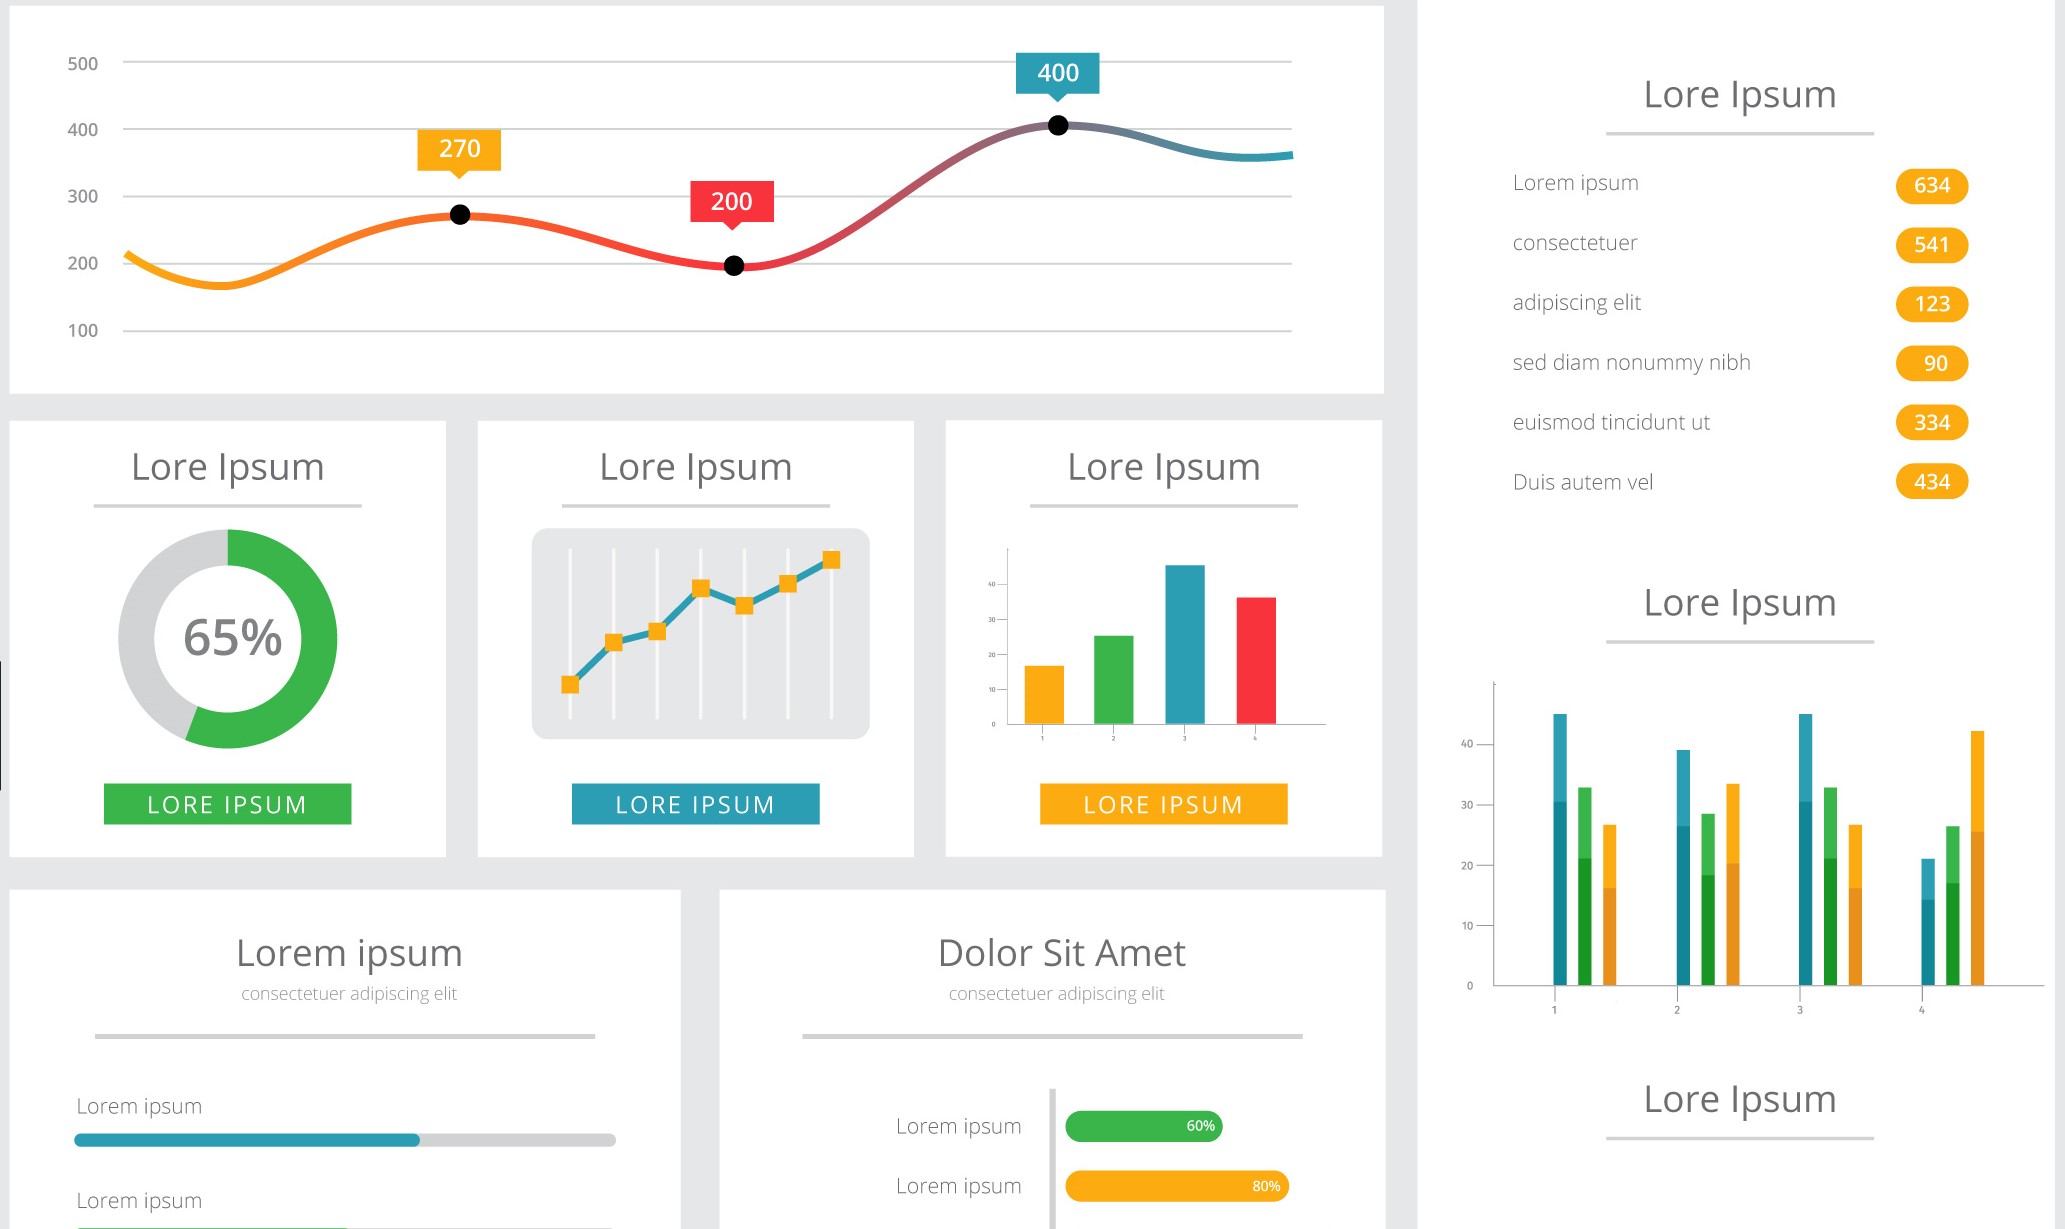 500
400
300
200
100
270
200
400
Lore Ipsum
65%
LORE IPSUM
Lore Ipsum
LORE IPSUM
Lore Ipsum
40
30
20
10
0
1 2 3 4
LORE IPSUM
Lorem ipsum
consectetuer adipiscing elit
Lorem ipsum
Lorem ipsum
Dolor Sit Amet
consectetuer adipiscing elit
Lorem ipsum 60%
Lorem ipsum 80%
Lore Ipsum
Lorem ipsum 634
consectetuer 541
adipiscing elit 123
sed diam nonummy nibh 90
euismod tincidunt ut 334
Duis autem vel 434
Lore Ipsum
40
30
20
10
0
1 2 3 4
Lore Ipsum